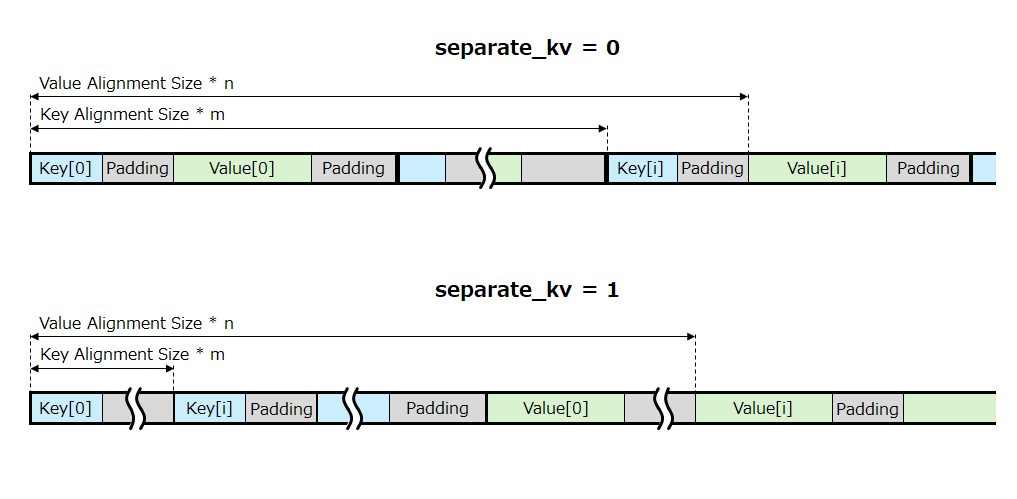 separate_kv = 0
Value Alignment Size * n
Key Alignment Size * m
Key[0] Padding Value[0] Padding Key[i] Padding Value[i] Padding
separate_kv = 1
Value Alignment Size * n
Key Alignment Size * m
Key[0] Key[i] Padding Padding Value[0] Value[i] Padding